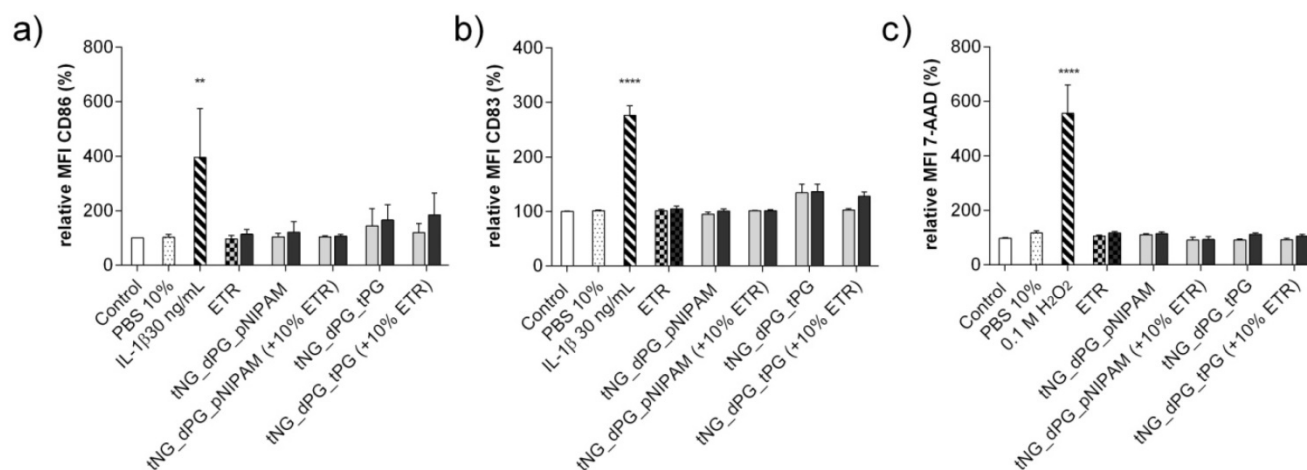 a)
relative MFI CD86 (%)
800
600
400
200
0
**
Control
PBS 10%
IL-1β30 ng/mL
ETR
tNG_dPG_pNIPAM
tNG_dPG_pNIPAM (+10% ETR)
tNG_dPG_tPG
tNG_dPG_tPG (+10% ETR)
b)
relative MFI CD83 (%)
400
300
200
100
0
****
Control
PBS 10%
IL-1β 30 ng/mL
ETR
tNG_dPG_pNIPAM
tNG_dPG_pNIPAM (+10% ETR)
tNG_dPG_tPG
tNG_dPG_tPG (+10% ETR)
c)
relative MFI 7-AAD (%)
800
600
400
200
0
****
Control
PBS 10%
0.1 M H₂O₂
ETR
tNG_dPG_pNIPAM
tNG_dPG_pNIPAM (+10% ETR)
tNG_dPG_tPG
tNG_dPG_tPG (+10% ETR)